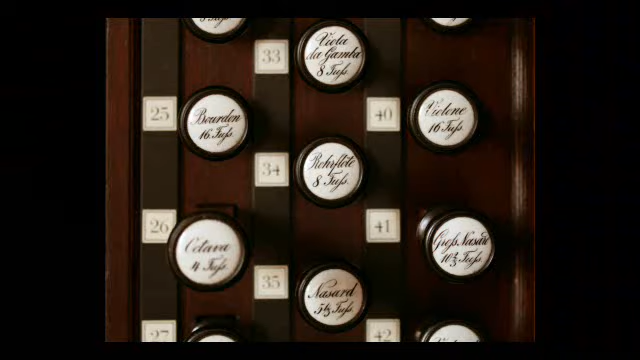 33
Viola
da Gamba
8 Fuſs.
25
Bourdon
16 Fuſs.
40
Violone
16 Fuſs.
34
Rohrflöte
8 Fuſs.
26
Octava
4 Fuſs.
41
Groſs Nasard
10⅔ Fuſs.
35
Nasard
5⅓ Fuſs.
27
42